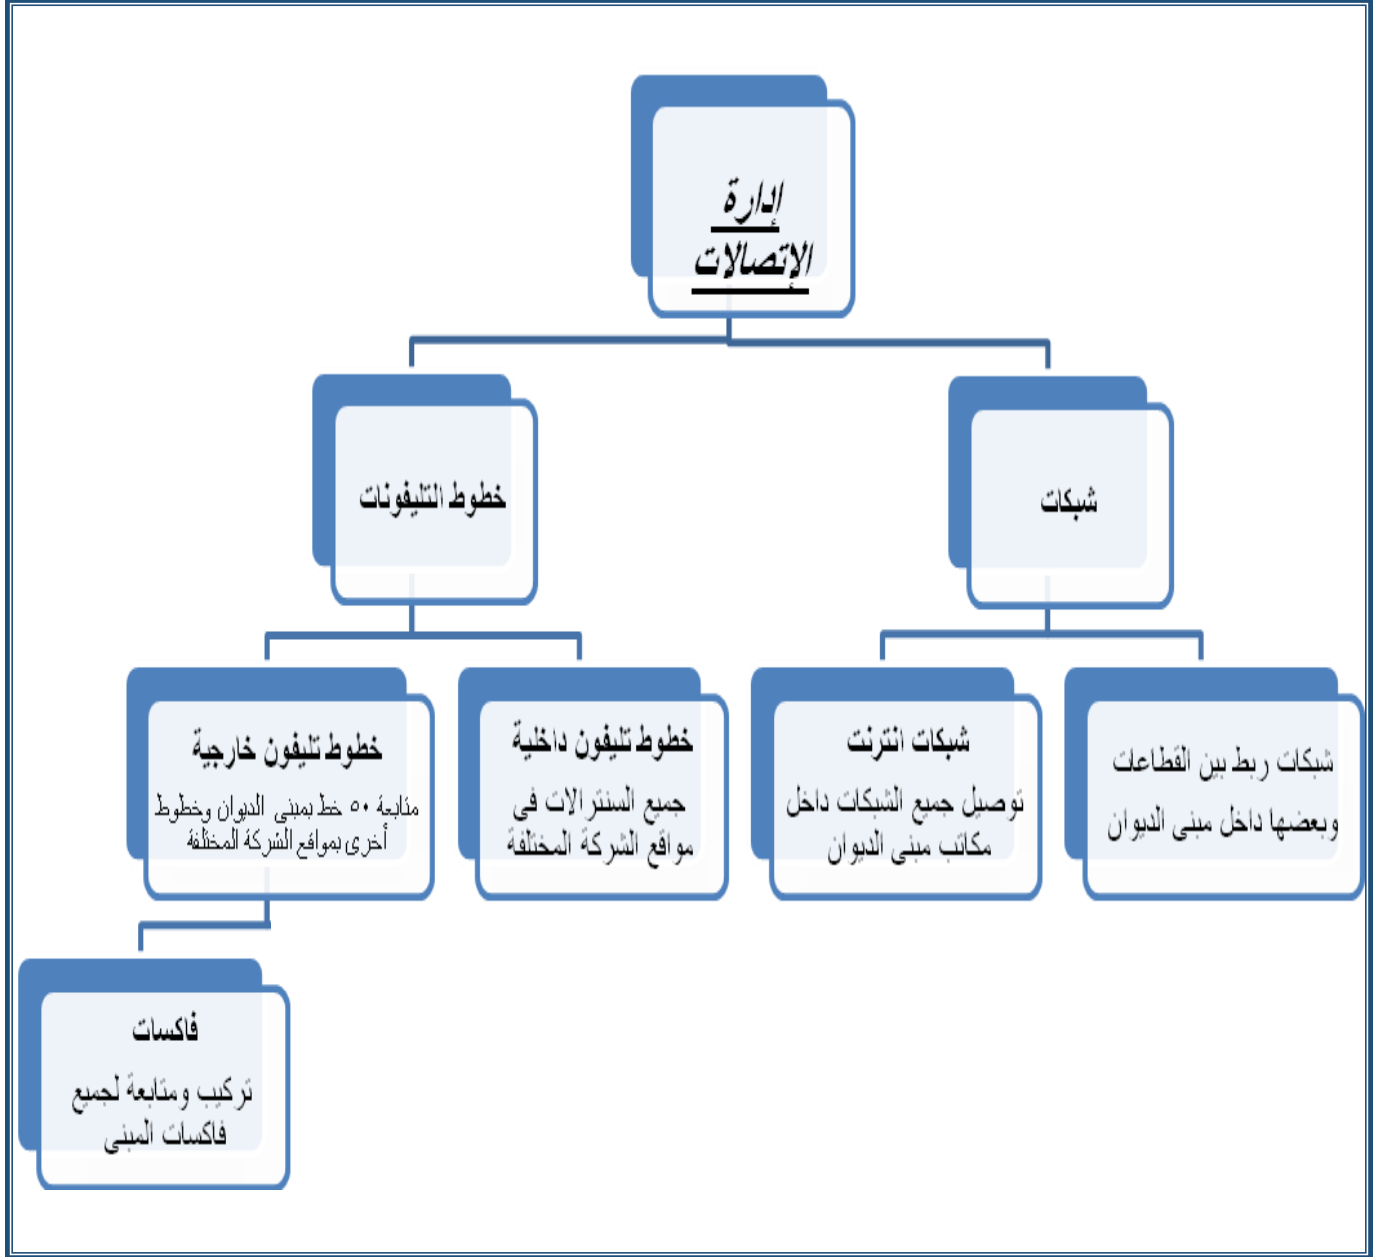 إدارة
الإتصالات
شبكات
خطوط التليفونات
شبكات ربط بين القطاعات
وبعضها داخل مبنى الديوان
شبكات انترنت
توصيل جميع الشبكات داخل
مكاتب مبنى الديوان
خطوط تليفون داخلية
جميع السنترالات فى
مواقع الشركة المختلفة
خطوط تليفون خارجية
متابعة ٥٠ خط بمبنى الديوان وخطوط
أخرى بمواقع الشركة المختلفة
فاكسات
تركيب ومتابعة لجميع
فاكسات المبنى